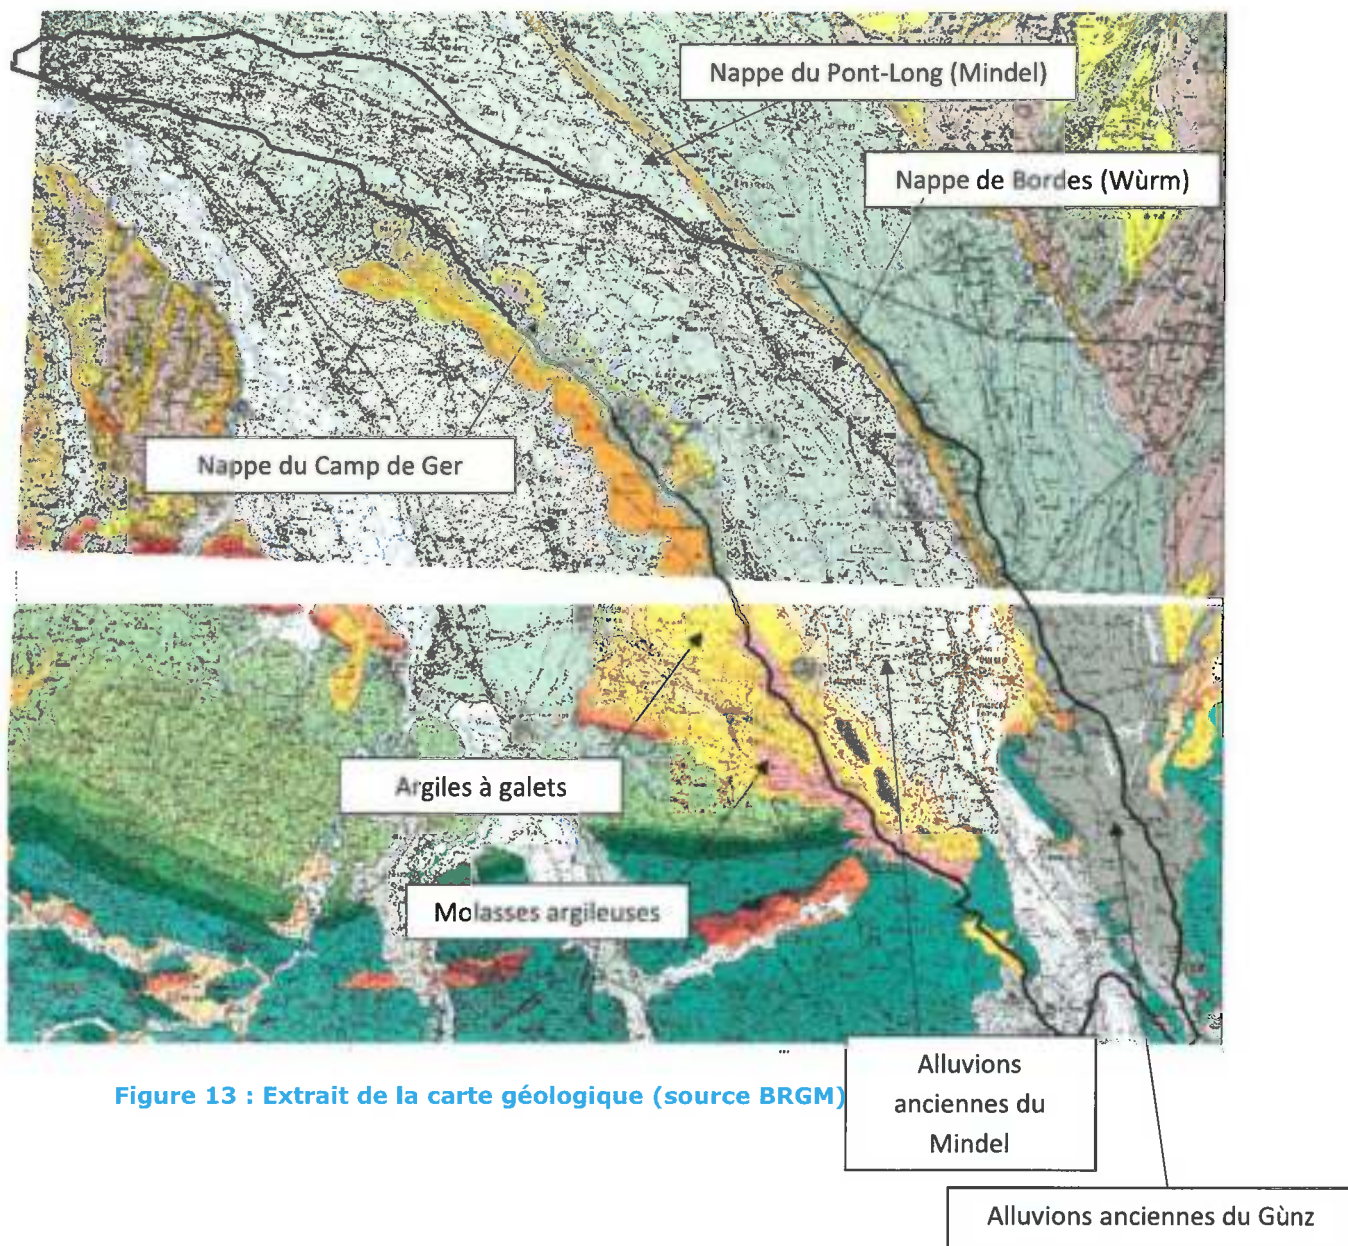 Nappe du Pont-Long (Mindel)
Nappe de Bordes (Wùrm)
Nappe du Camp de Ger
Argiles à galets
Molasses argileuses
Alluvions
anciennes du
Mindel
Figure 13 : Extrait de la carte géologique (source BRGM)
Alluvions anciennes du Gùnz